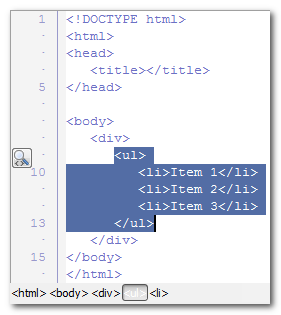 1 <!DOCTYPE html>
<html>
<head>
<title></title>
5 </head>
<body>
<div>
<ul>
10 <li>Item 1</li>
<li>Item 2</li>
<li>Item 3</li>
13 </ul>
</div>
15 </body>
</html>
<html> <body> <div> <ul> <li>